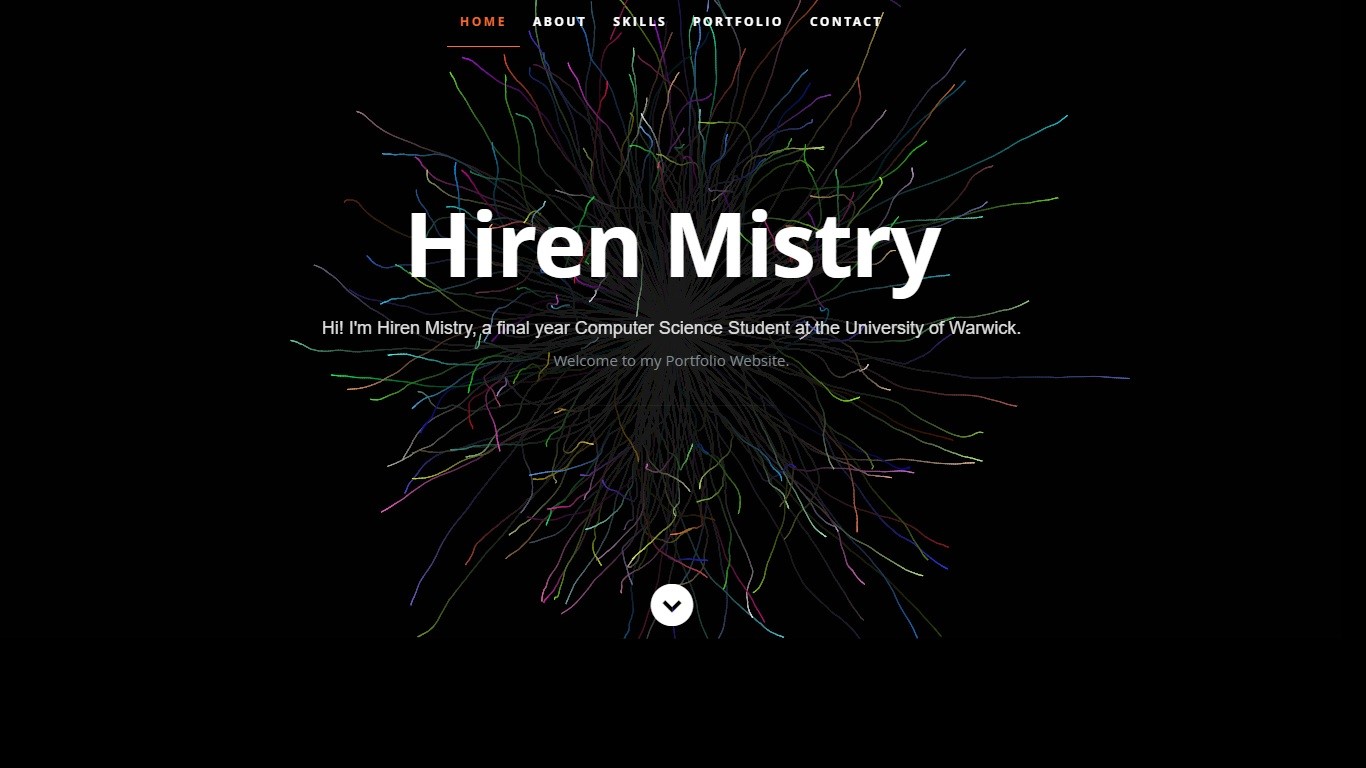 HOME ABOUT SKILLS PORTFOLIO CONTACT
Hiren Mistry
Hi! I'm Hiren Mistry, a final year Computer Science Student at the University of Warwick.
Welcome to my Portfolio Website.